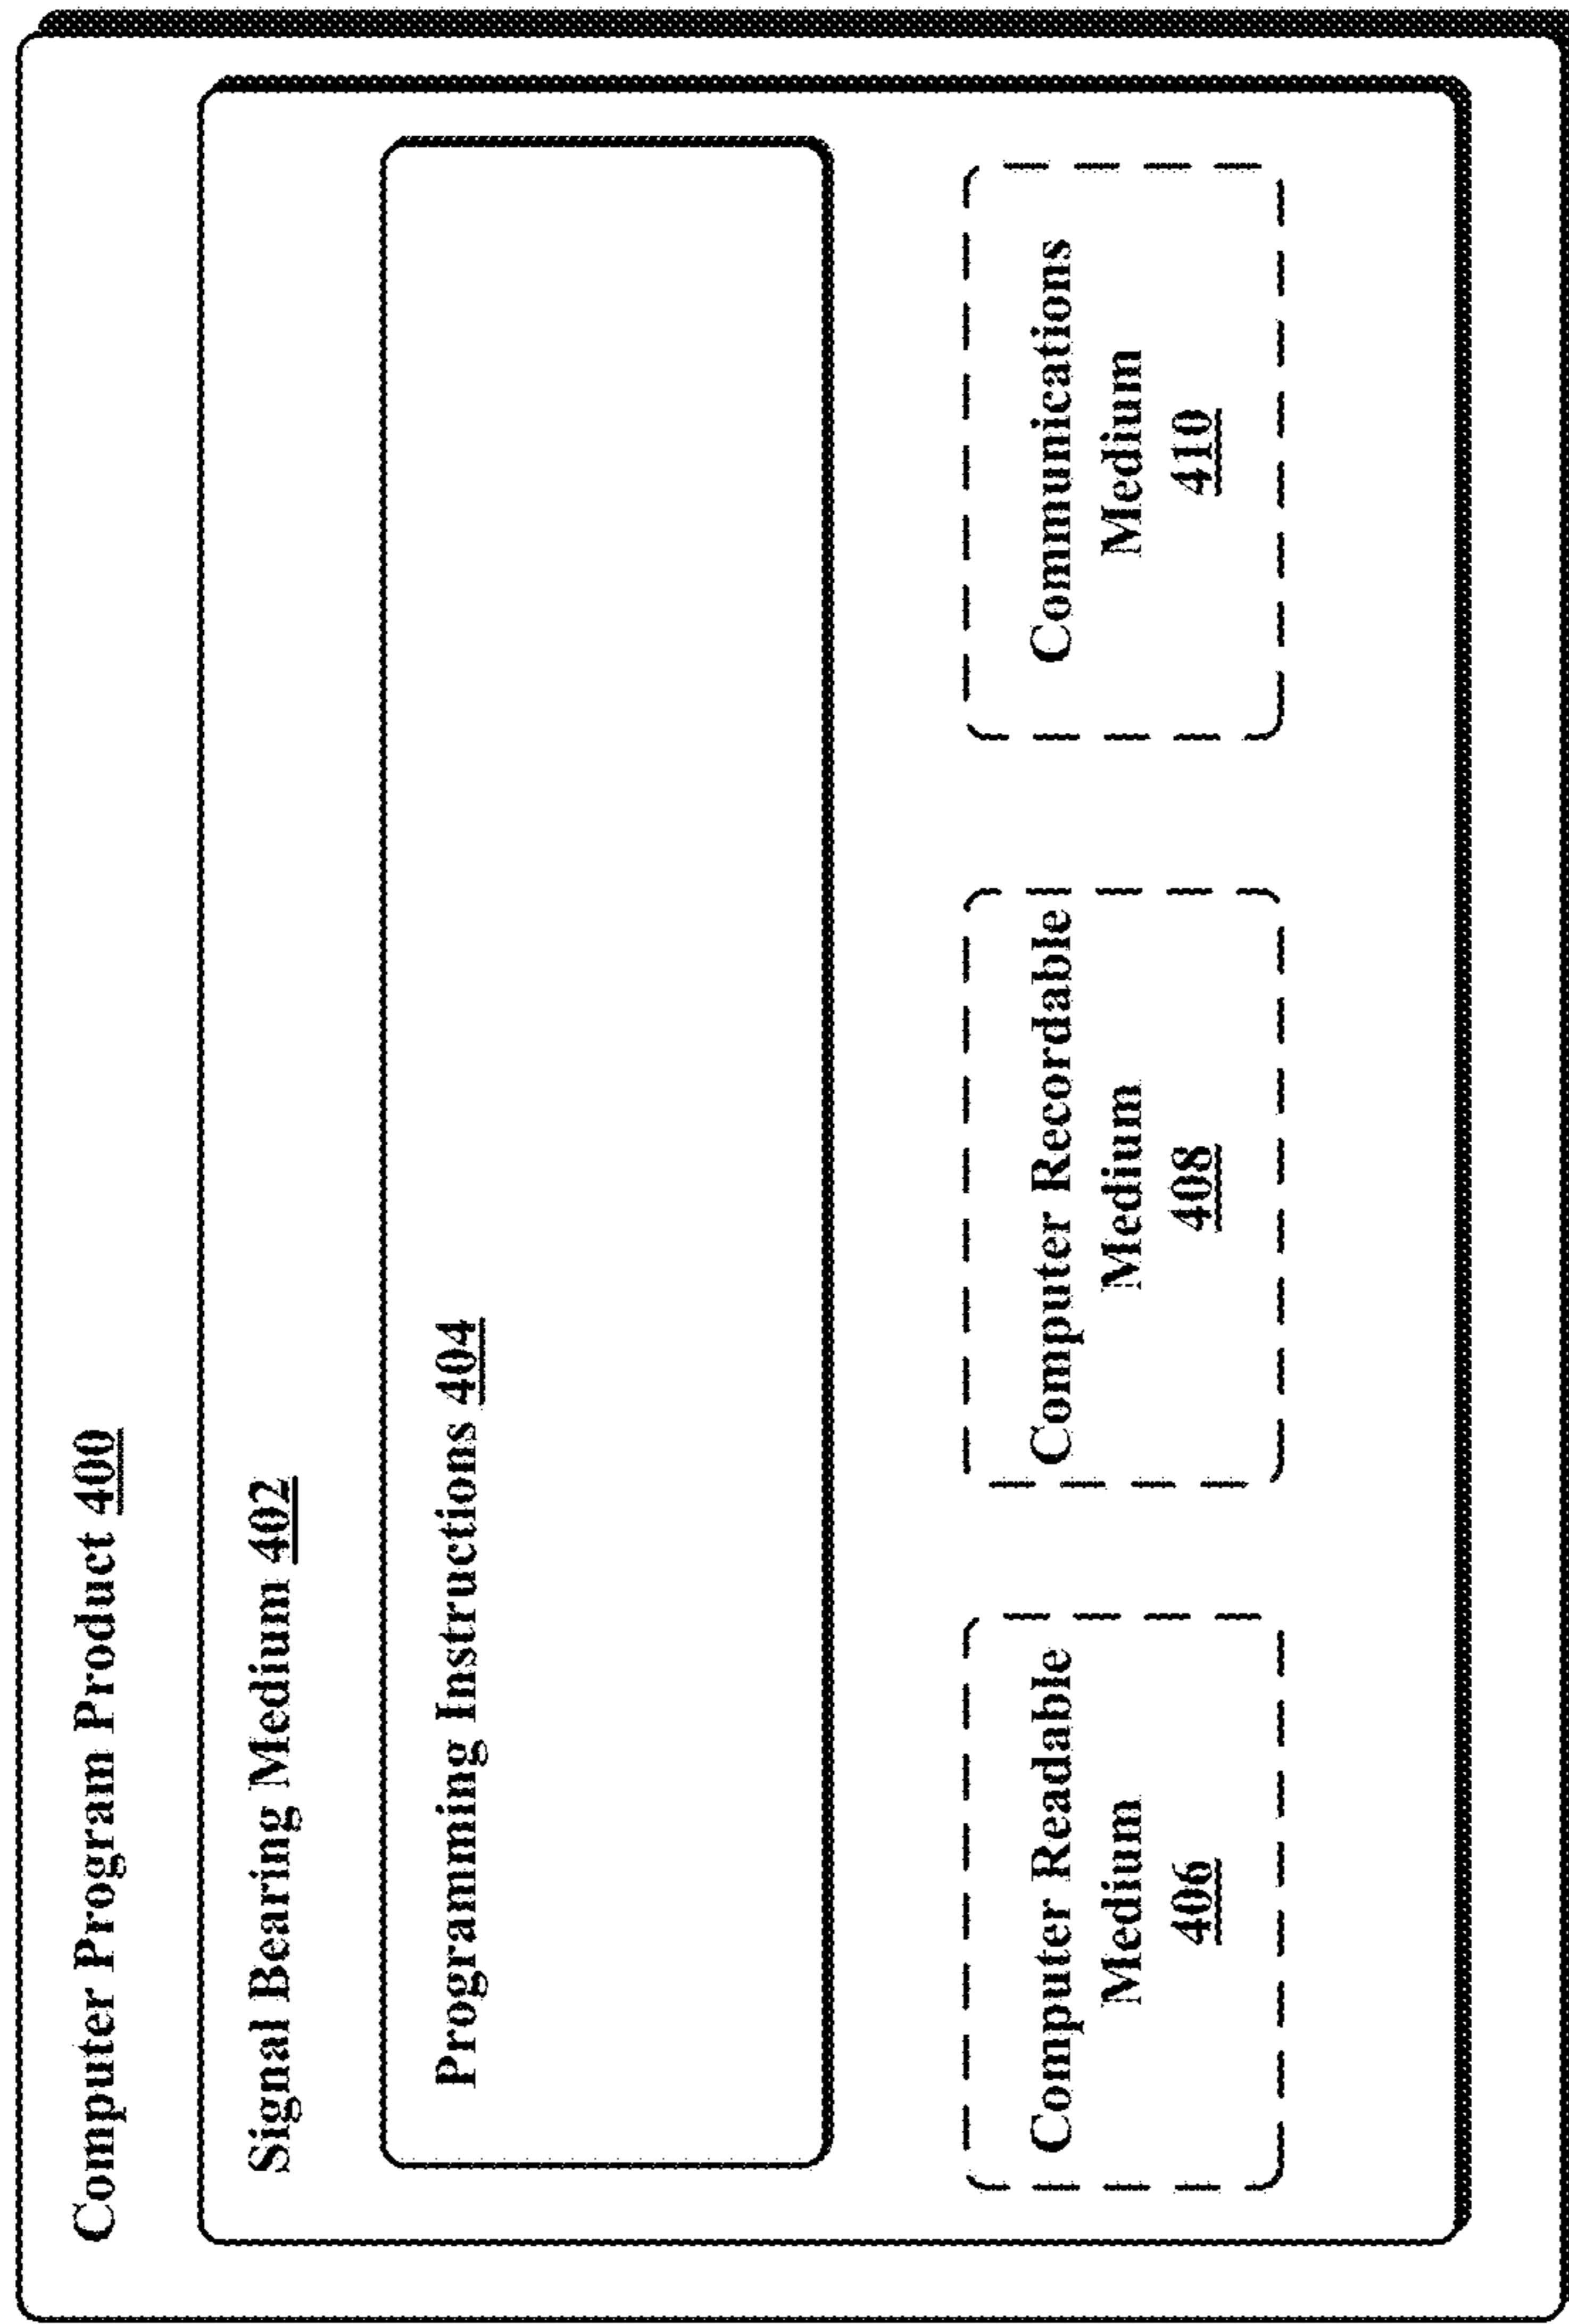 Computer Program Product 400
Signal Bearing Medium 402
Programming Instructions 404
Computer Readable
Medium
406
Computer Recordable
Medium
408
Communications
Medium
410